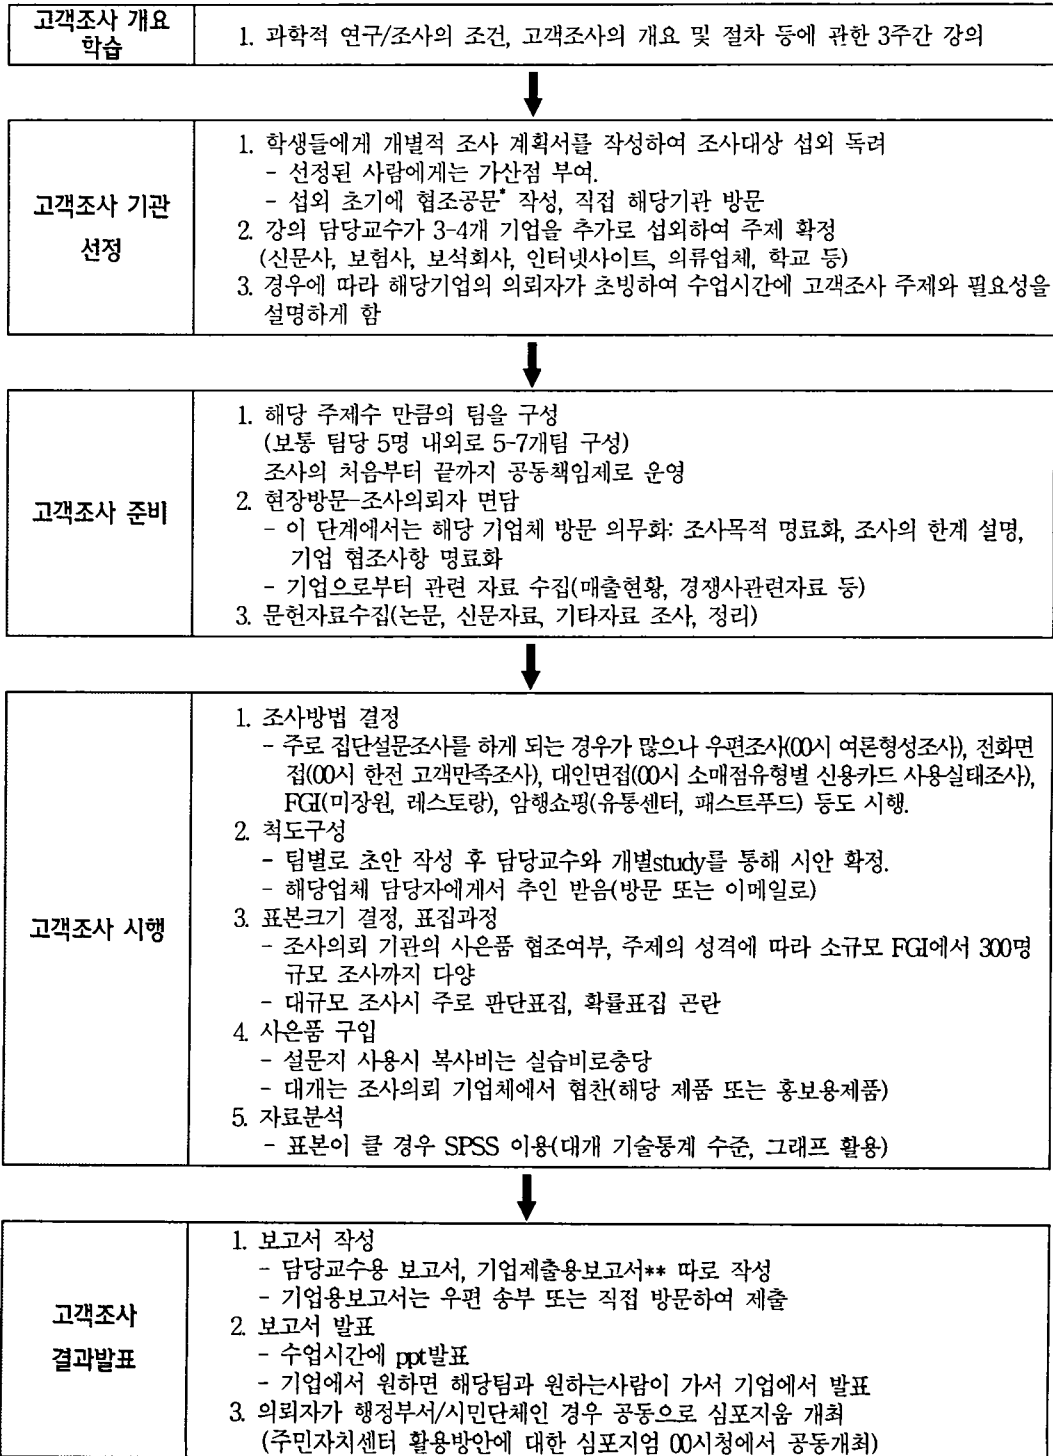 고객조사 개요
학습
1. 과학적 연구/조사의 조건, 고객조사의 개요 및 절차 등에 관한 3주간 강의
고객조사 기관
선정
1. 학생들에게 개별적 조사 계획서를 작성하여 조사대상 섭외 독려
- 선정된 사람에게는 가산점 부여.
- 섭외 초기에 협조공문* 작성, 직접 해당기관 방문
2. 강의 담당교수가 3-4개 기업을 추가로 섭외하여 주제 확정
(신문사, 보험사, 보석회사, 인터넷사이트, 의류업체, 학교 등)
3. 경우에 따라 해당기업의 의뢰자가 초빙하여 수업시간에 고객조사 주제와 필요성을
설명하게 함
고객조사 준비
1. 해당 주제수 만큼의 팀을 구성
(보통 팀당 5명 내외로 5-7개팀 구성)
조사의 처음부터 끝까지 공동책임제로 운영
2. 현장방문-조사의뢰자 면담
- 이 단계에서는 해당 기업체 방문 의무화: 조사목적 명료화, 조사의 한계 설명,
기업 협조사항 명료화
- 기업으로부터 관련 자료 수집(매출현황, 경쟁사관련자료 등)
3. 문헌자료수집(논문, 신문자료, 기타자료 조사, 정리)
고객조사 시행
1. 조사방법 결정
- 주로 집단설문조사를 하게 되는 경우가 많으나 우편조사(00시 여론형성조사), 전화면
접(00시 한전 고객만족조사), 대인면접(00시 소매점유형별 신용카드 사용실태조사),
FGI(미장원, 레스토랑), 암행쇼핑(유통센터, 패스트푸드) 등도 시행.
2. 척도구성
- 팀별로 초안 작성 후 담당교수와 개별study를 통해 시안 확정.
- 해당업체 담당자에게서 추인 받음(방문 또는 이메일로)
3. 표본크기 결정, 표집과정
- 조사의뢰 기관의 사은품 협조여부, 주제의 성격에 따라 소규모 FGI에서 300명
규모 조사까지 다양
- 대규모 조사시 주로 판단표집, 확률표집 곤란
4. 사은품 구입
- 설문지 사용시 복사비는 실습비로충당
- 대개는 조사의뢰 기업체에서 협찬(해당 제품 또는 홍보용제품)
5. 자료분석
- 표본이 클 경우 SPSS 이용(대개 기술통계 수준, 그래프 활용)
고객조사
결과발표
1. 보고서 작성
- 담당교수용 보고서, 기업제출용보고서** 따로 작성
- 기업용보고서는 우편 송부 또는 직접 방문하여 제출
2. 보고서 발표
- 수업시간에 ppt발표
- 기업에서 원하면 해당팀과 원하는사람이 가서 기업에서 발표
3. 의뢰자가 행정부서/시민단체인 경우 공동으로 심포지움 개최
(주민자치센터 활용방안에 대한 심포지엄 00시청에서 공동개최)